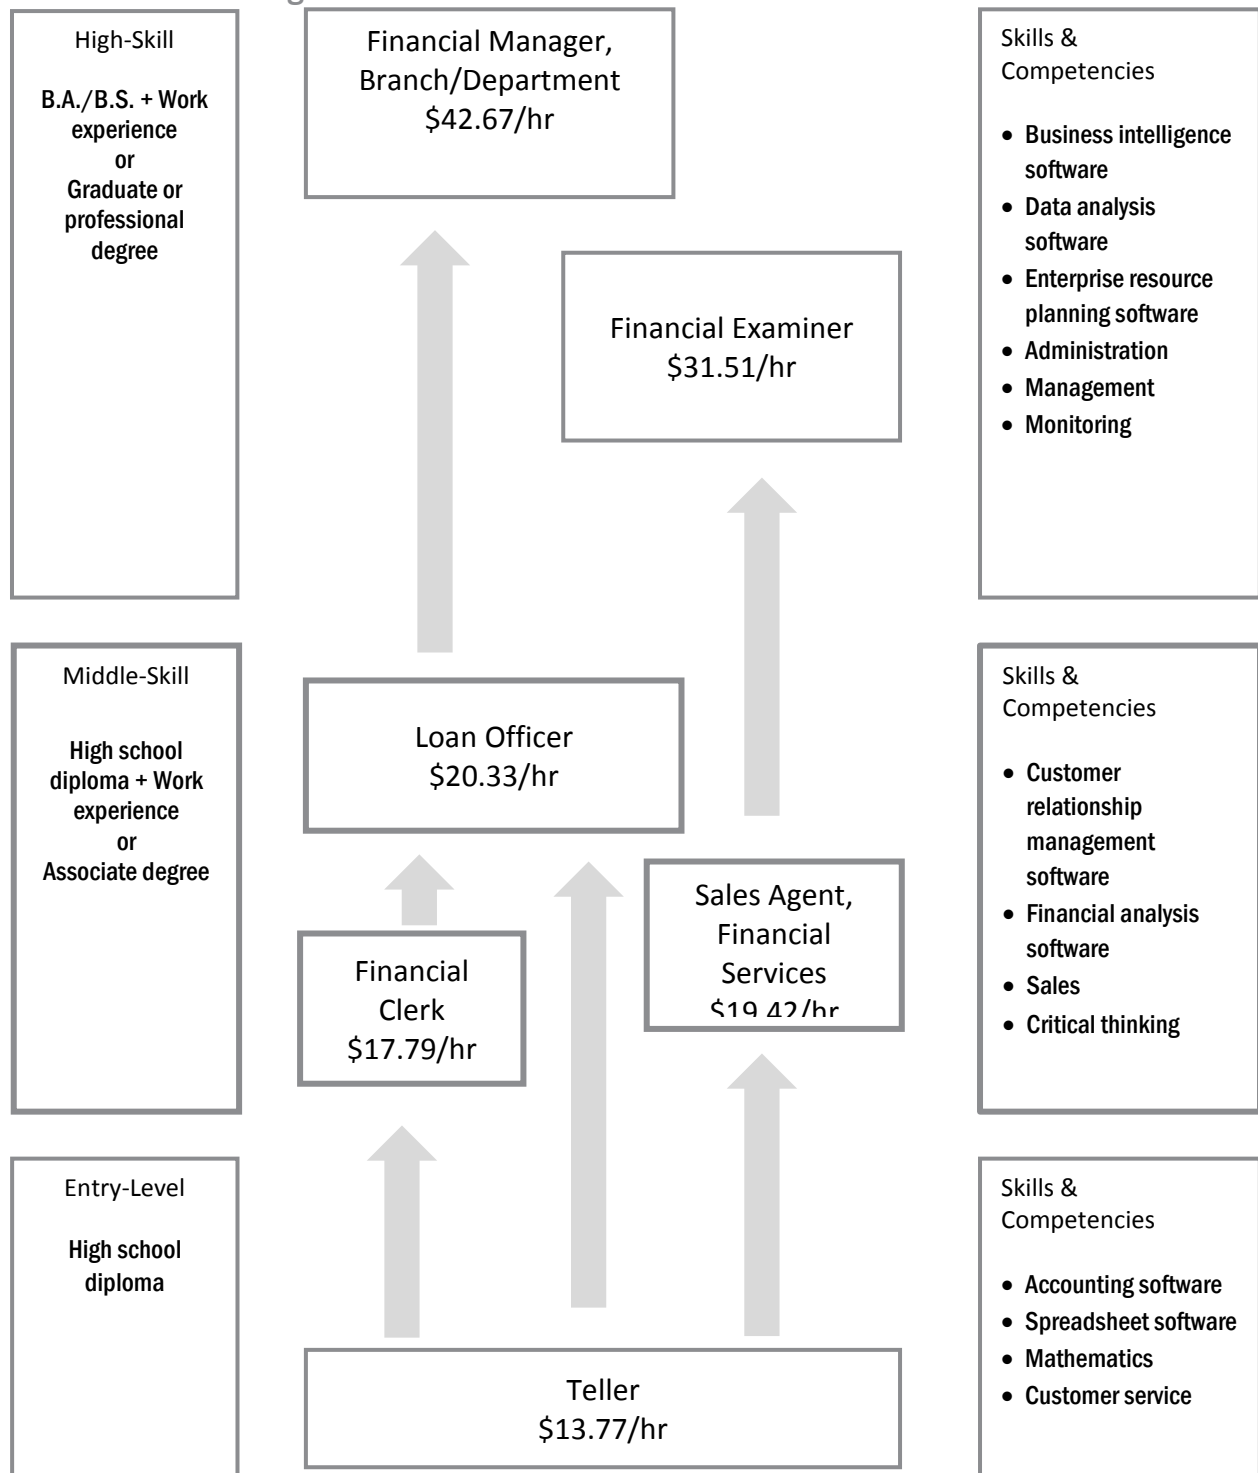 High-Skill
B.A./B.S. + Work
experience
or
Graduate or
professional
degree
Financial Manager,
Branch/Department
$42.67/hr
Financial Examiner
$31.51/hr
Skills &
Competencies
• Business intelligence
software
• Data analysis
software
• Enterprise resource
planning software
• Administration
• Management
• Monitoring
Middle-Skill
High school
diploma + Work
experience
or
Associate degree
Loan Officer
$20.33/hr
Financial
Clerk
$17.79/hr
Sales Agent,
Financial
Services
$19.42/hr
Skills &
Competencies
• Customer
relationship
management
software
• Financial analysis
software
• Sales
• Critical thinking
Entry-Level
High school
diploma
Teller
$13.77/hr
Skills &
Competencies
• Accounting software
• Spreadsheet software
• Mathematics
• Customer service